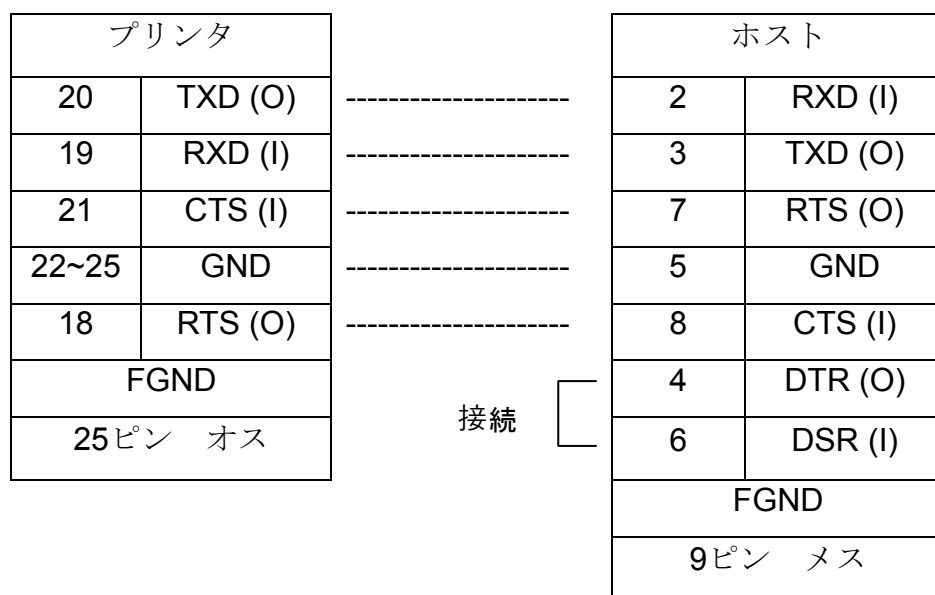 プリンタ ホスト
20 TXD (O) --------------------- 2 RXD (I)
19 RXD (I) --------------------- 3 TXD (O)
21 CTS (I) --------------------- 7 RTS (O)
22~25 GND --------------------- 5 GND
18 RTS (O) --------------------- 8 CTS (I)
FGND 4 DTR (O)
接続
25ピン オス 6 DSR (I)
FGND
9ピン メス